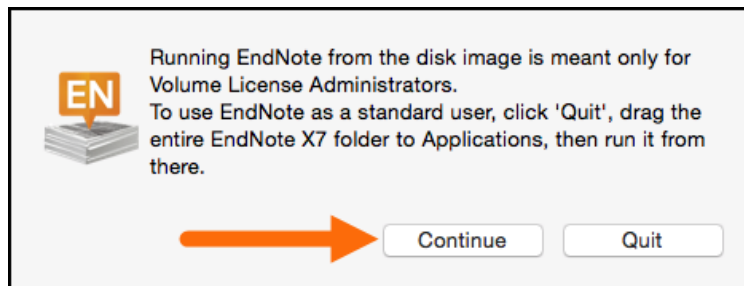 EN
Running EndNote from the disk image is meant only for
Volume License Administrators.
To use EndNote as a standard user, click 'Quit', drag the
entire EndNote X7 folder to Applications, then run it from
there.
Continue
Quit